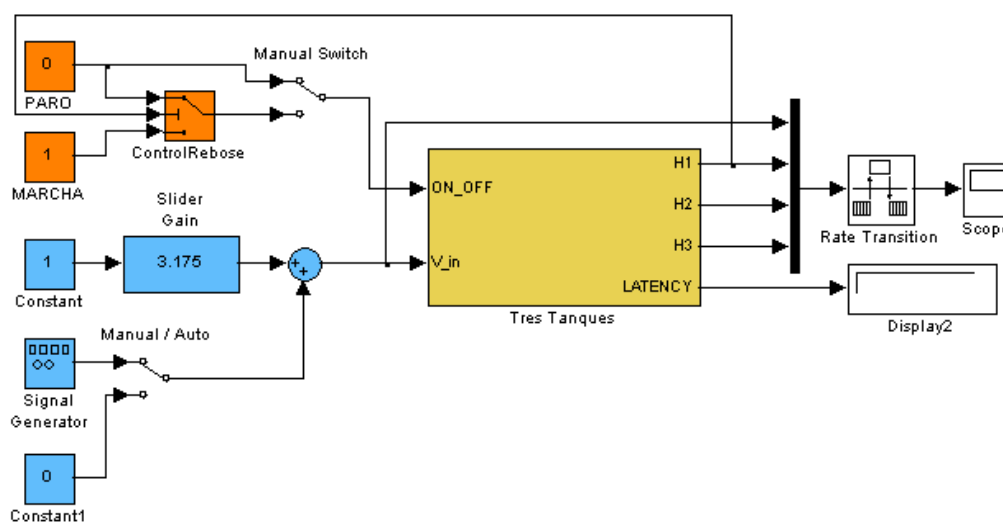 Manual Switch
0
PARO
ControlRebose
1
MARCHA
Slider
Gain
1
Constant
3.175
+
+
ON_OFF
V_in
H1
H2
H3
LATENCY
Tres Tanques
Rate Transition
Scope
Display2
Manual / Auto
Signal
Generator
0
Constant1